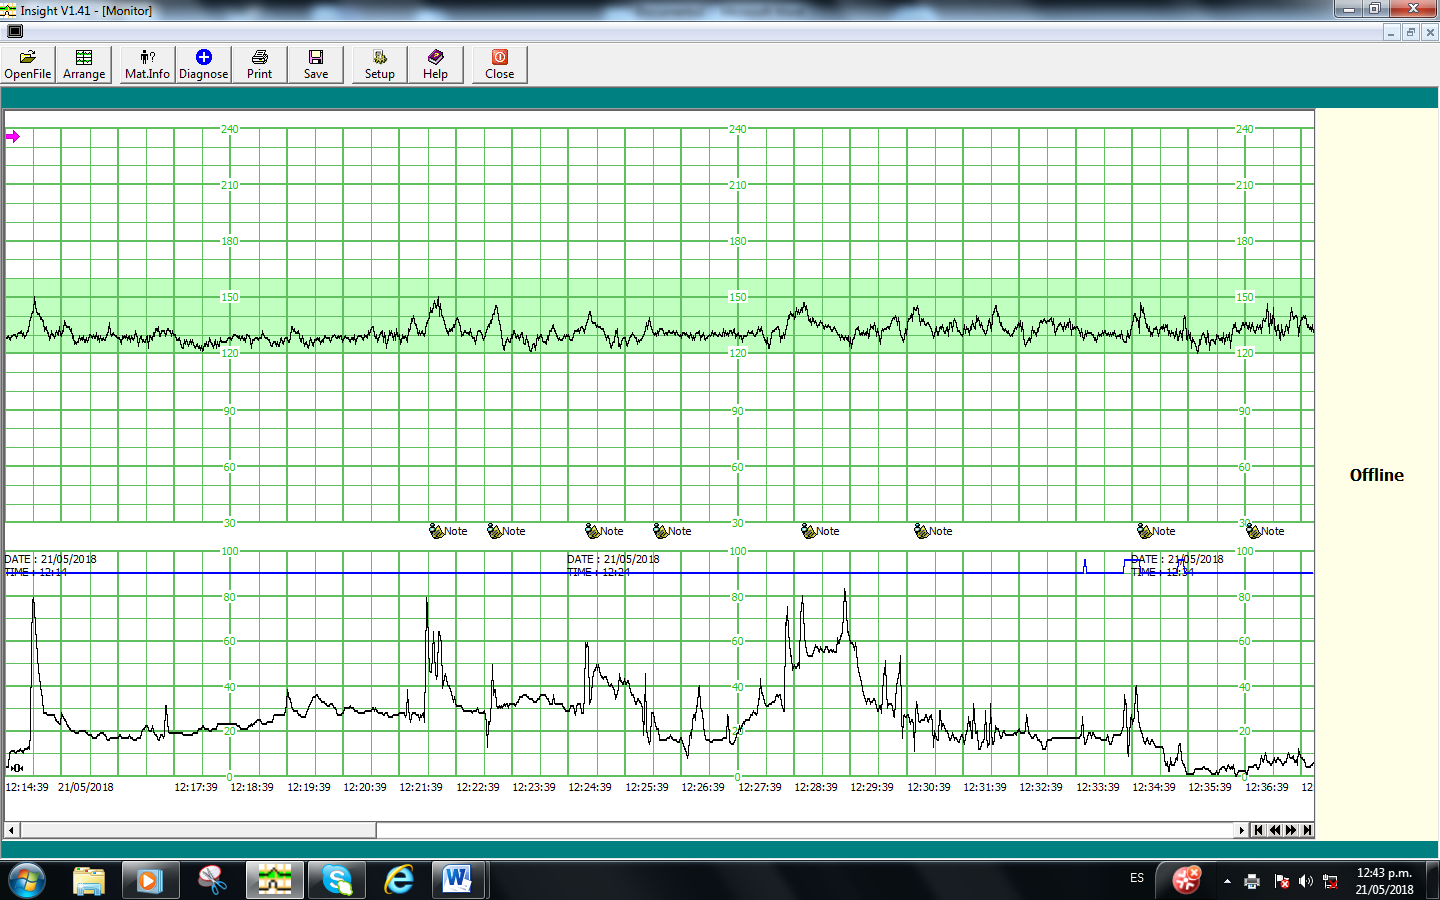 Insight V1.41 - [Monitor]
OpenFile Arrange Mat.Info Diagnose Print Save Setup Help Close
240 240 240
210 210 210
180 180 180
150 150 150
120 120 120
90 90 90
60 60 60
30 30 30
Note Note Note Note Note Note Note Note
Offline
100 100 100
DATE : 21/05/2018 DATE : 21/05/2018 DATE : 21/05/2018
TIME : 12:14 TIME : 12:24 TIME : 12:34
80 80 80
60 60 60
40 40 40
20 20 20
0 0 0
12:14:39 21/05/2018 12:17:39 12:18:39 12:19:39 12:20:39 12:21:39 12:22:39 12:23:39 12:24:39 12:25:39 12:26:39 12:27:39 12:28:39 12:29:39 12:30:39 12:31:39 12:32:39 12:33:39 12:34:39 12:35:39 12:36:39 12
ES
12:43 p.m.
21/05/2018